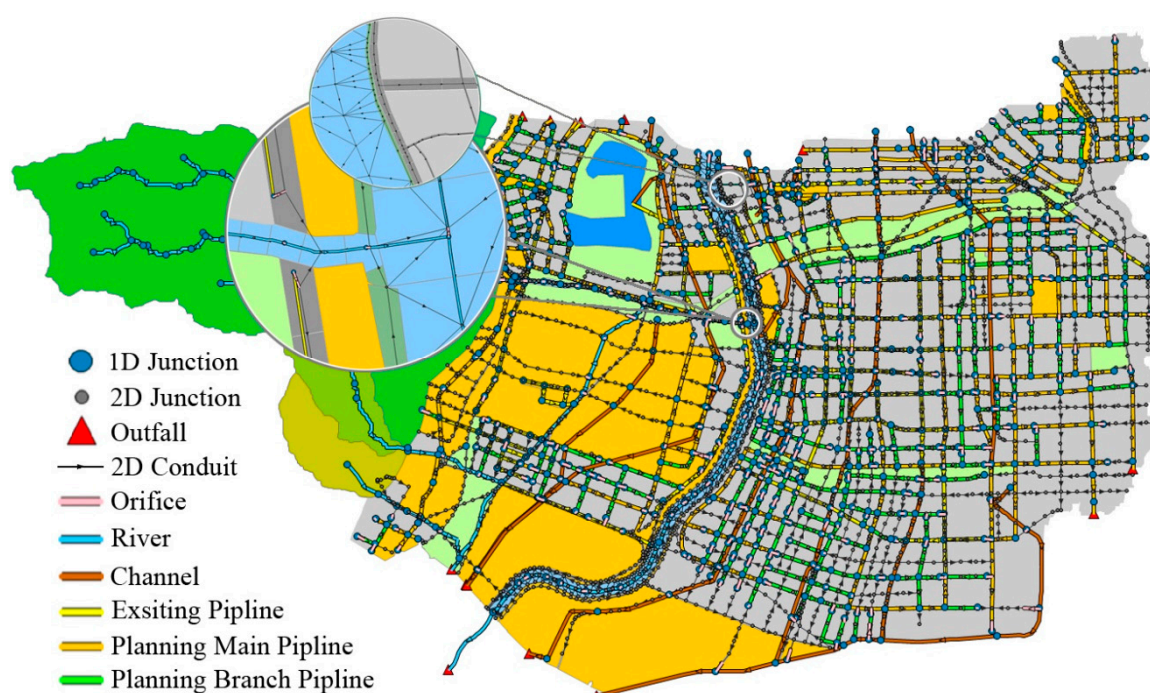 1D Junction
2D Junction
Outfall
2D Conduit
Orifice
River
Channel
Exsiting Pipline
Planning Main Pipline
Planning Branch Pipline